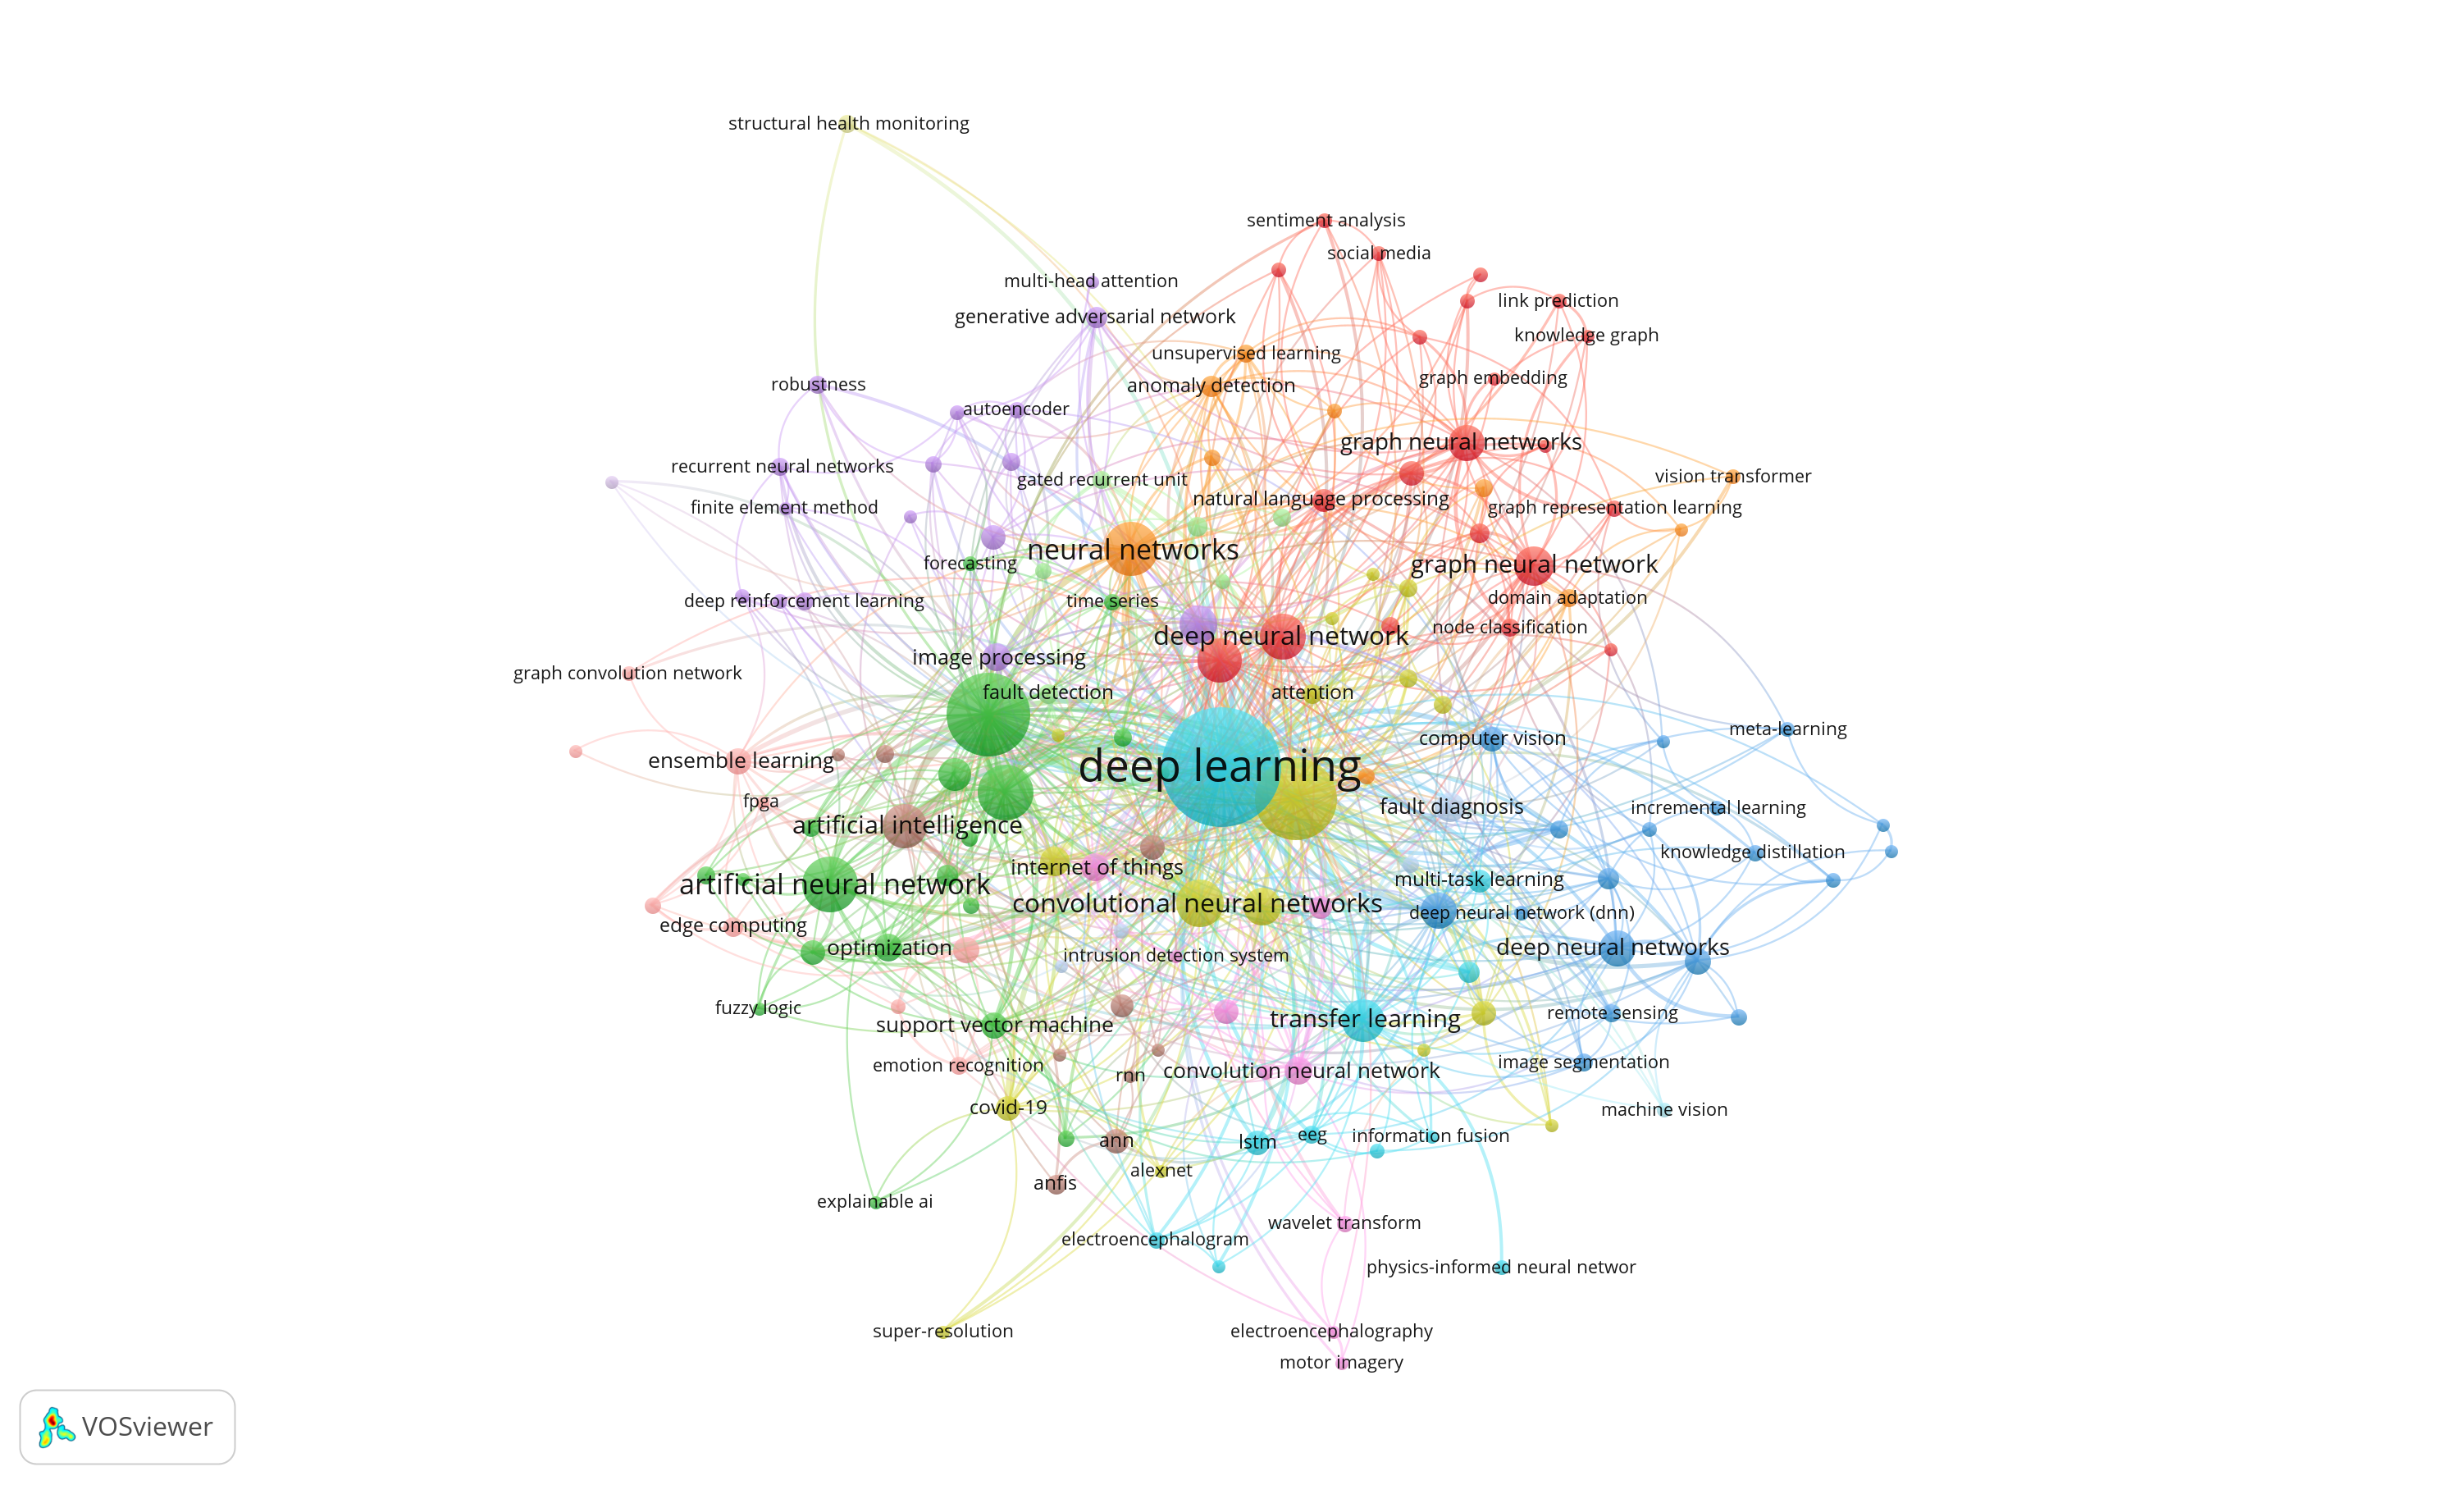 structural health monitoring
sentiment analysis
social media
multi-head attention
link prediction
generative adversarial network
knowledge graph
unsupervised learning
graph embedding
robustness
anomaly detection
autoencoder
graph neural networks
recurrent neural networks
vision transformer
gated recurrent unit
natural language processing
finite element method
graph representation learning
neural networks
forecasting
graph neural network
deep reinforcement learning
time series
domain adaptation
node classification
deep neural network
image processing
graph convolution network
fault detection
attention
meta-learning
computer vision
ensemble learning
deep learning
fpga
fault diagnosis
incremental learning
artificial intelligence
knowledge distillation
internet of things
multi-task learning
artificial neural network
convolutional neural networks
deep neural network (dnn)
edge computing
optimization
deep neural networks
intrusion detection system
fuzzy logic
remote sensing
support vector machine
transfer learning
emotion recognition
rnn
convolution neural network
image segmentation
covid-19
machine vision
ann
lstm
eeg
information fusion
alexnet
anfis
explainable ai
wavelet transform
electroencephalogram
physics-informed neural networ
super-resolution
electroencephalography
motor imagery
VOSviewer